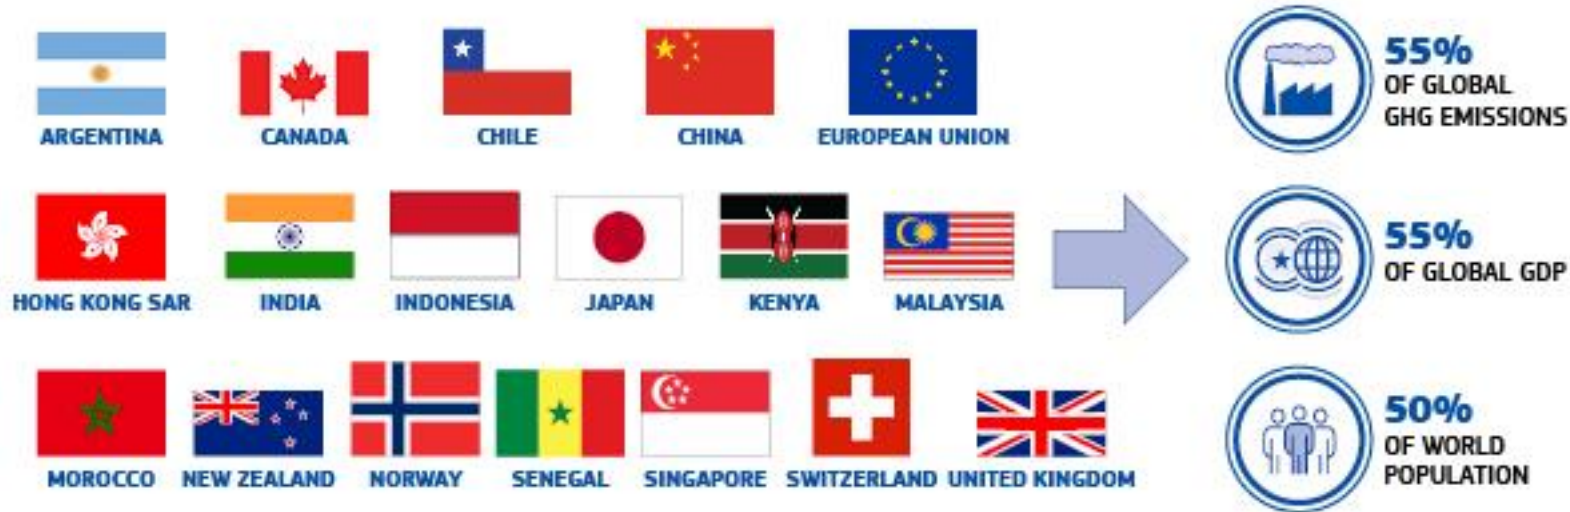 ARGENTINA
CANADA
CHILE
CHINA
EUROPEAN UNION
55%
OF GLOBAL
GHG EMISSIONS
HONG KONG SAR
INDIA
INDONESIA
JAPAN
KENYA
MALAYSIA
55%
OF GLOBAL GDP
MOROCCO
NEW ZEALAND
NORWAY
SENEGAL
SINGAPORE
SWITZERLAND
UNITED KINGDOM
50%
OF WORLD
POPULATION